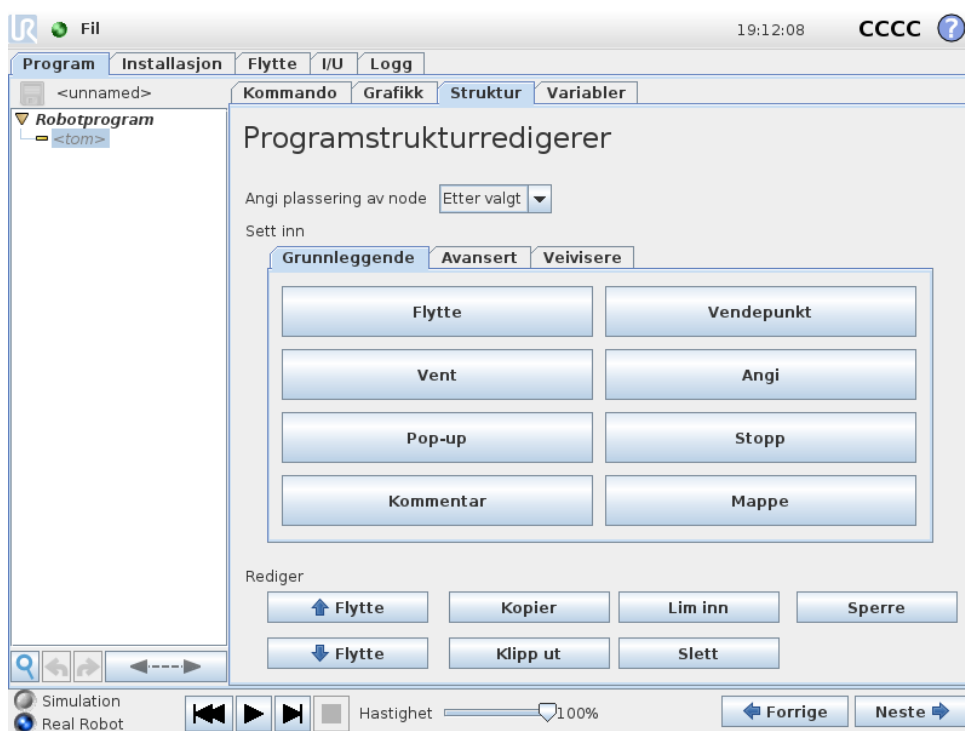 UR Fil 19:12:08 CCCC ?
Program Installasjon Flytte I/U Logg
<unnamed> Kommando Grafikk Struktur Variabler
Robotprogram
<tom>
Programstrukturredigerer
Angi plassering av node Etter valgt
Sett inn
Grunnleggende Avansert Veivisere
Flytte Vendepunkt
Vent Angi
Pop-up Stopp
Kommentar Mappe
Rediger
Flytte Kopier Lim inn Sperre
Flytte Klipp ut Slett
Simulation
Real Robot
Hastighet 100% Forrige Neste